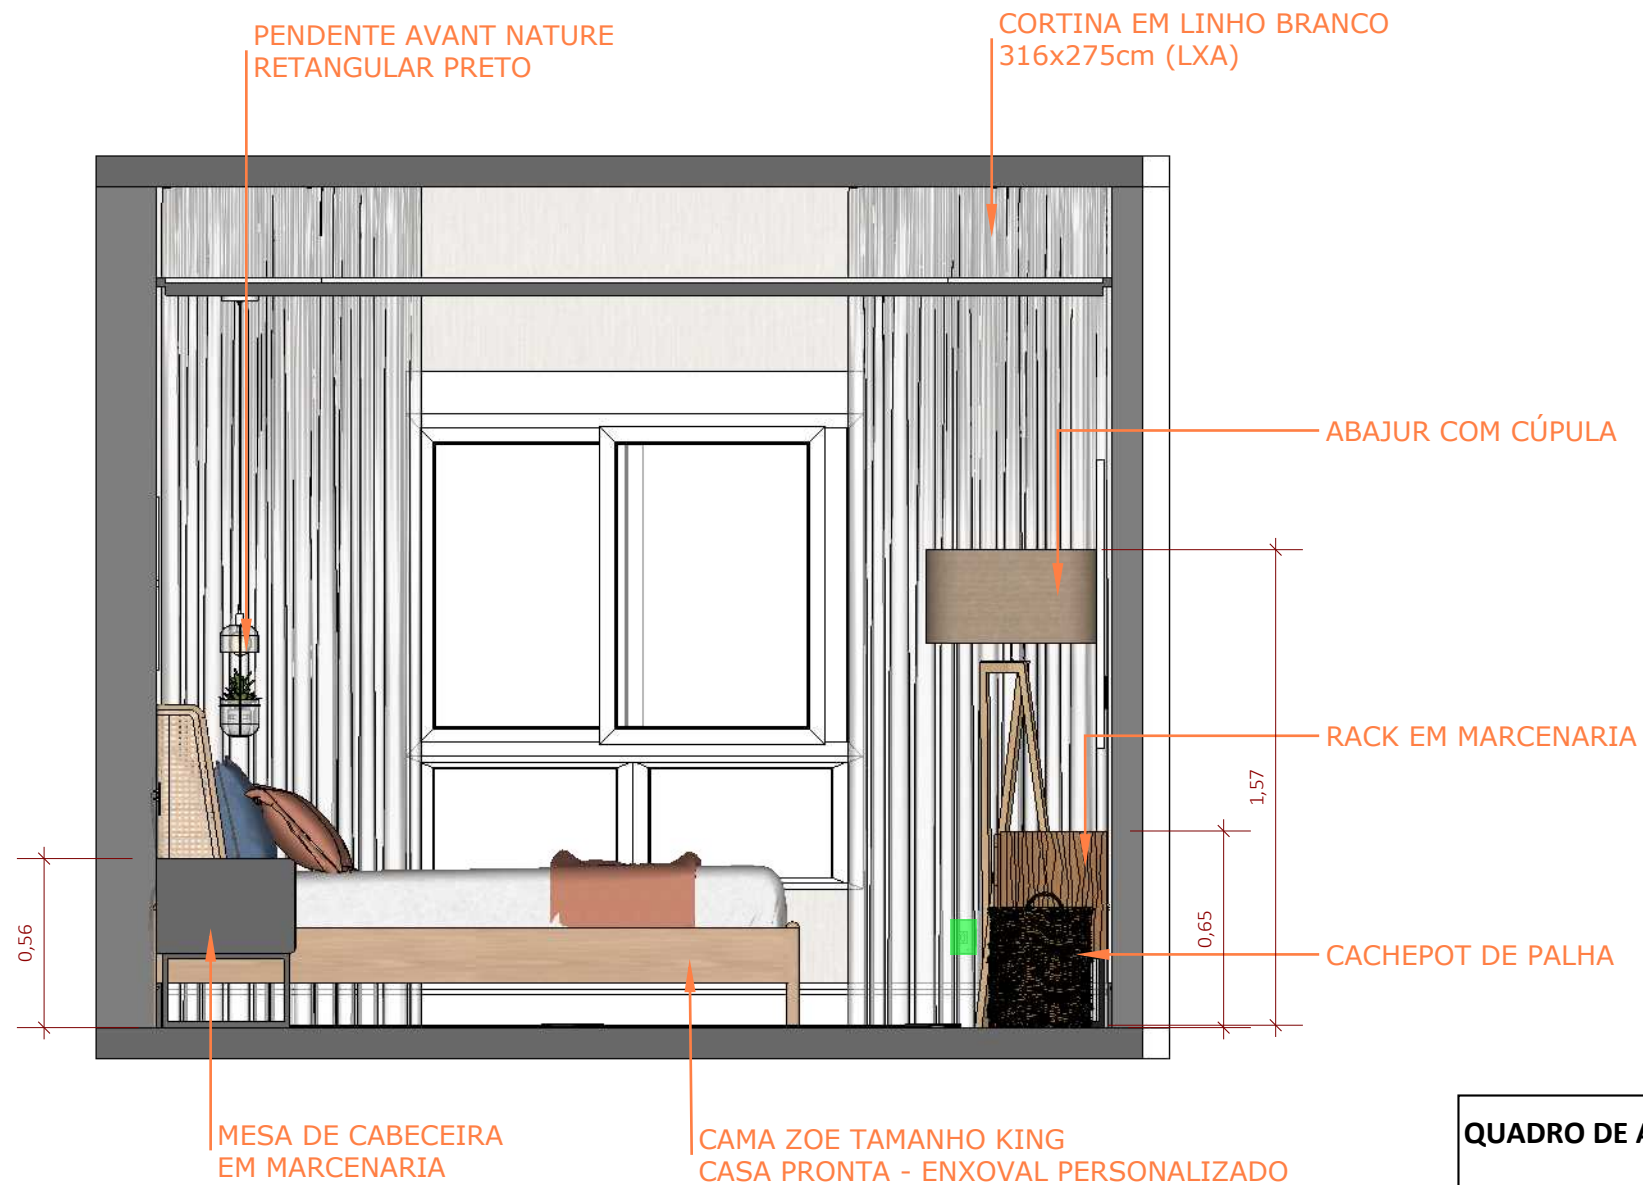 PENDENTE AVANT NATURE
RETANGULAR PRETO
CORTINA EM LINHO BRANCO
316x275cm (LXA)
ABAJUR COM CÚPULA
RACK EM MARCENARIA
1,57
0,65
0,56
CACHEPOT DE PALHA
MESA DE CABECEIRA
EM MARCENARIA
CAMA ZOE TAMANHO KING
CASA PRONTA - ENXOVAL PERSONALIZADO
QUADRO DE